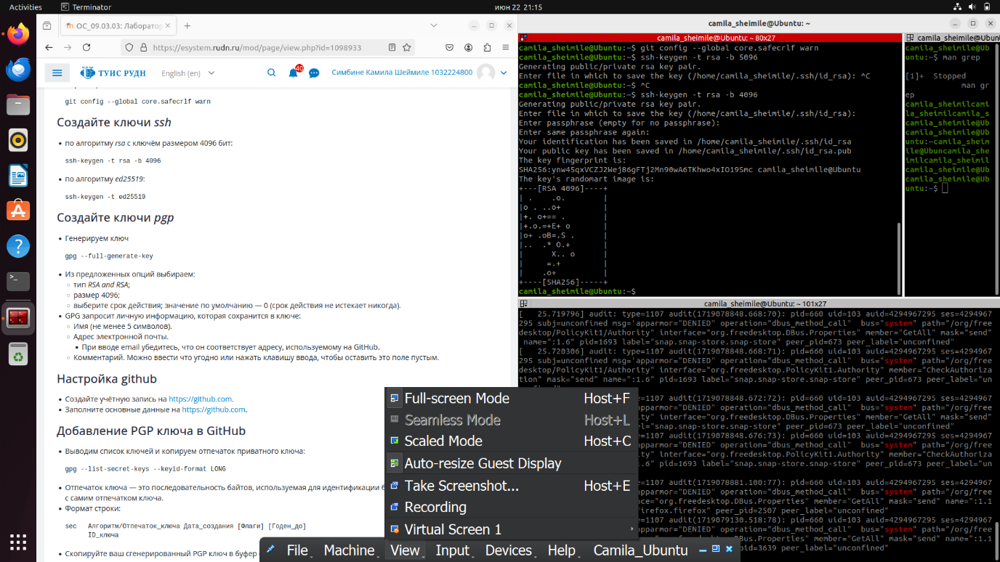 Activities
Terminator
июн 22 21:15
ОС_09.03.03: Лаборатор
https://esystem.rudn.ru/mod/page/view.php?id=1098933
ТУИС РУДН
English (en)
40
Симбине Камила Шеймиле 1032224800
git config --global core.safecrlf warn
Создайте ключи ssh
по алгоритму rsa с ключём размером 4096 бит:
ssh-keygen -t rsa -b 4096
по алгоритму ed25519:
ssh-keygen -t ed25519
Создайте ключи pgp
Генерируем ключ
gpg --full-generate-key
Из предложенных опций выбираем:
тип RSA and RSA;
размер 4096;
выберите срок действия; значение по умолчанию — 0 (срок действия не истекает никогда).
GPG запросит личную информацию, которая сохранится в ключе:
Имя (не менее 5 символов).
Адрес электронной почты.
При вводе email убедитесь, что он соответствует адресу, используемому на GitHub.
Комментарий. Можно ввести что угодно или нажать клавишу ввода, чтобы оставить это поле пустым.
Настройка github
Создайте учётную запись на https://github.com.
Заполните основные данные на https://github.com.
Добавление PGP ключа в GitHub
Выводим список ключей и копируем отпечаток приватного ключа:
gpg --list-secret-keys --keyid-format LONG
Отпечаток ключа — это последовательность байтов, используемая для идентификации б
с самим отпечатком ключа.
Формат строки:
sec Алгоритм/Отпечаток_ключа Дата_создания [Флаги] [Годен_до]
ID_ключа
Скопируйте ваш сгенерированный PGP ключ в буфер
camila_sheimile@Ubuntu: ~
camila_sheimile@Ubuntu: ~ 80x27
camila_sheimile@Ubuntu:~$ git config --global core.safecrlf warn
camila_sheimile@Ubuntu:~$ ssh-keygen -t rsa -b 5096
Generating public/private rsa key pair.
Enter file in which to save the key (/home/camila_sheimile/.ssh/id_rsa): ^C
camila_sheimile@Ubuntu:~$ ^C
camila_sheimile@Ubuntu:~$ ssh-keygen -t rsa -b 4096
Generating public/private rsa key pair.
Enter file in which to save the key (/home/camila_sheimile/.ssh/id_rsa):
Enter passphrase (empty for no passphrase):
Enter same passphrase again:
Your identification has been saved in /home/camila_sheimile/.ssh/id_rsa
Your public key has been saved in /home/camila_sheimile/.ssh/id_rsa.pub
The key fingerprint is:
SHA256:ynw45qxVCZJ2Wej86gFTj2Mn90wA6TKhwo4xIO19Smc camila_sheimile@Ubuntu
The key's randomart image is:
+---[RSA 4096]----+
| .    .o.        |
|o . ..o+         |
|+. o+== .        |
|+.o.=+E+ o       |
|o+ .oB=.S .      |
|..  .* O.+       |
|      X.. o      |
|     =.+         |
|    .o+          |
+----[SHA256]-----+
camila_sheimile@Ubuntu:~$
camila_sheimile@Ubun
camila_sheimile@Ub
untu:~$ man grep
[1]+  Stopped
man gr
ep
camila_sheimilcami
la_sheimilcamila_s
camila_sheimile@Ub
camila_sheimile@Ub
untu:~camila_sheim
ile@Ubuncamila_she
imilcamila_sheimil
camila_sheimile@Ub
camila_sheimile@Ub
untu:~$
camila_sheimile@Ubuntu: ~ 101x27
[   25.719796] audit: type=1107 audit(1719078848.668:70): pid=660 uid=103 auid=4294967295 ses=4294967
295 subj=unconfined msg='apparmor="DENIED" operation="dbus_method_call"  bus="system" path="/org/free
desktop/PolicyKit1/Authority" interface="org.freedesktop.DBus.Properties" member="GetAll" mask="send"
name=":1.6" pid=1693 label="snap.snap-store.snap-store" peer_pid=673 peer_label="unconfined"
[   25.720306] audit: type=1107 audit(1719078848.668:71): pid=660 uid=103 auid=4294967295 ses=4294967
295 subj=unconfined msg='apparmor="DENIED" operation="dbus_method_call"  bus="system" path="/org/free
desktop/PolicyKit1/Authority" interface="org.freedesktop.PolicyKit1.Authority" member="CheckAuthoriza
tion" mask="send" name=":1.6" pid=1693 label="snap.snap-store.snap-store" peer_pid=673 peer_label="un
1107 audit(1719078848.672:72): pid=660 uid=103 auid=4294967295 ses=4294967
apparmor="DENIED" operation="dbus_method_call"  bus="system" path="/org/free
ity" interface="org.freedesktop.DBus.Properties" member="GetAll" mask="send"
snap.snap-store.snap-store" peer_pid=673 peer_label="unconfined"
1107 audit(1719078848.676:73): pid=660 uid=103 auid=4294967295 ses=4294967
apparmor="DENIED" operation="dbus_method_call"  bus="system" path="/org/free
ity" interface="org.freedesktop.PolicyKit1.Authority" member="CheckAuthoriza
.6" pid=1693 label="snap.snap-store.snap-store" peer_pid=673 peer_label="un
1107 audit(1719078881.100:77): pid=660 uid=103 auid=4294967295 ses=4294967
apparmor="DENIED" operation="dbus_method_call"  bus="system" path="/org/free
ace="org.freedesktop.DBus.Properties" member="GetAll" mask="send" name=":1.1
irefox.firefox" peer_pid=2507 peer_label="unconfined"
1107 audit(1719079130.518:78): pid=660 uid=103 auid=4294967295 ses=4294967
apparmor="DENIED" operation="dbus_method_call"  bus="system" path="/org/free
org.freedesktop.DBus.Properties" member="GetAll" mask="send" name=":1
nap-store" peer_pid=3639 peer_label="unconfined"
Full-screen Mode Host+F
Seamless Mode Host+L
Scaled Mode Host+C
Auto-resize Guest Display
Take Screenshot... Host+E
Recording
Virtual Screen 1
File Machine View Input Devices Help Camila_Ubuntu